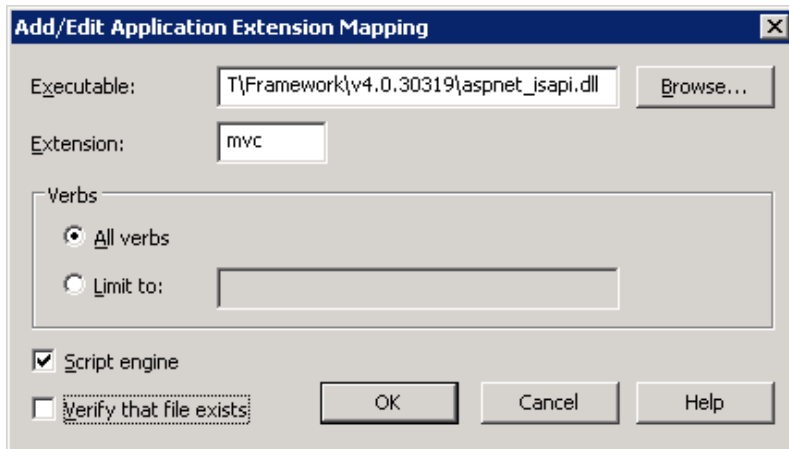 Add/Edit Application Extension Mapping
Executable: T\Framework\v4.0.30319\aspnet_isapi.dll Browse...
Extension: mvc
Verbs
All verbs
Limit to:
Script engine
Verify that file exists OK Cancel Help